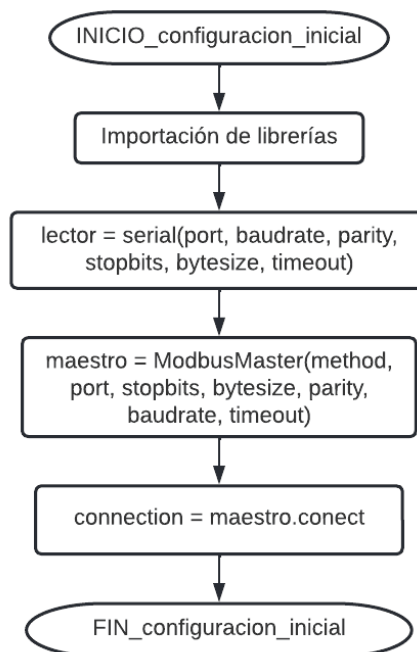 INICIO_configuracion_inicial
Importación de librerías
lector = serial(port, baudrate, parity,
stopbits, bytesize, timeout)
maestro = ModbusMaster(method,
port, stopbits, bytesize, parity,
baudrate, timeout)
connection = maestro.conect
FIN_configuracion_inicial